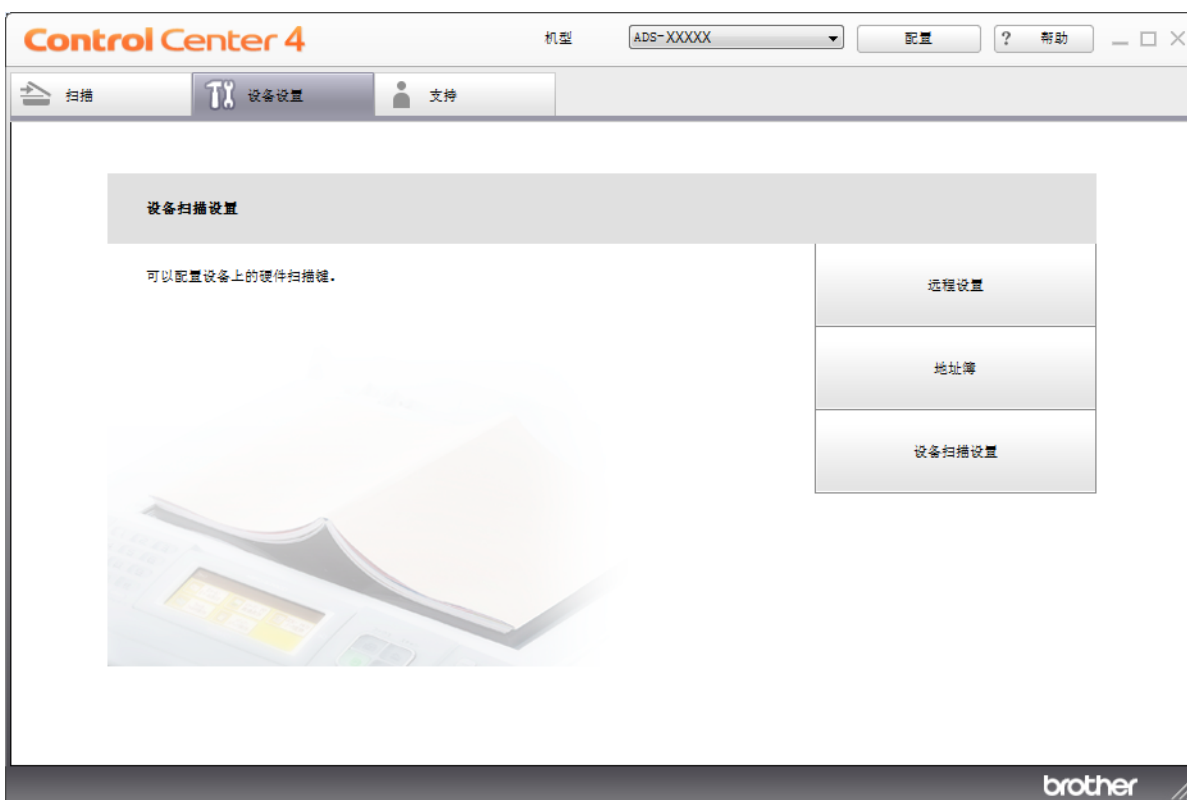 Control Center 4
机型
ADS-XXXXX
配置
? 帮助
扫描
设备设置
支持
设备扫描设置
可以配置设备上的硬件扫描键.
远程设置
地址簿
设备扫描设置
brother